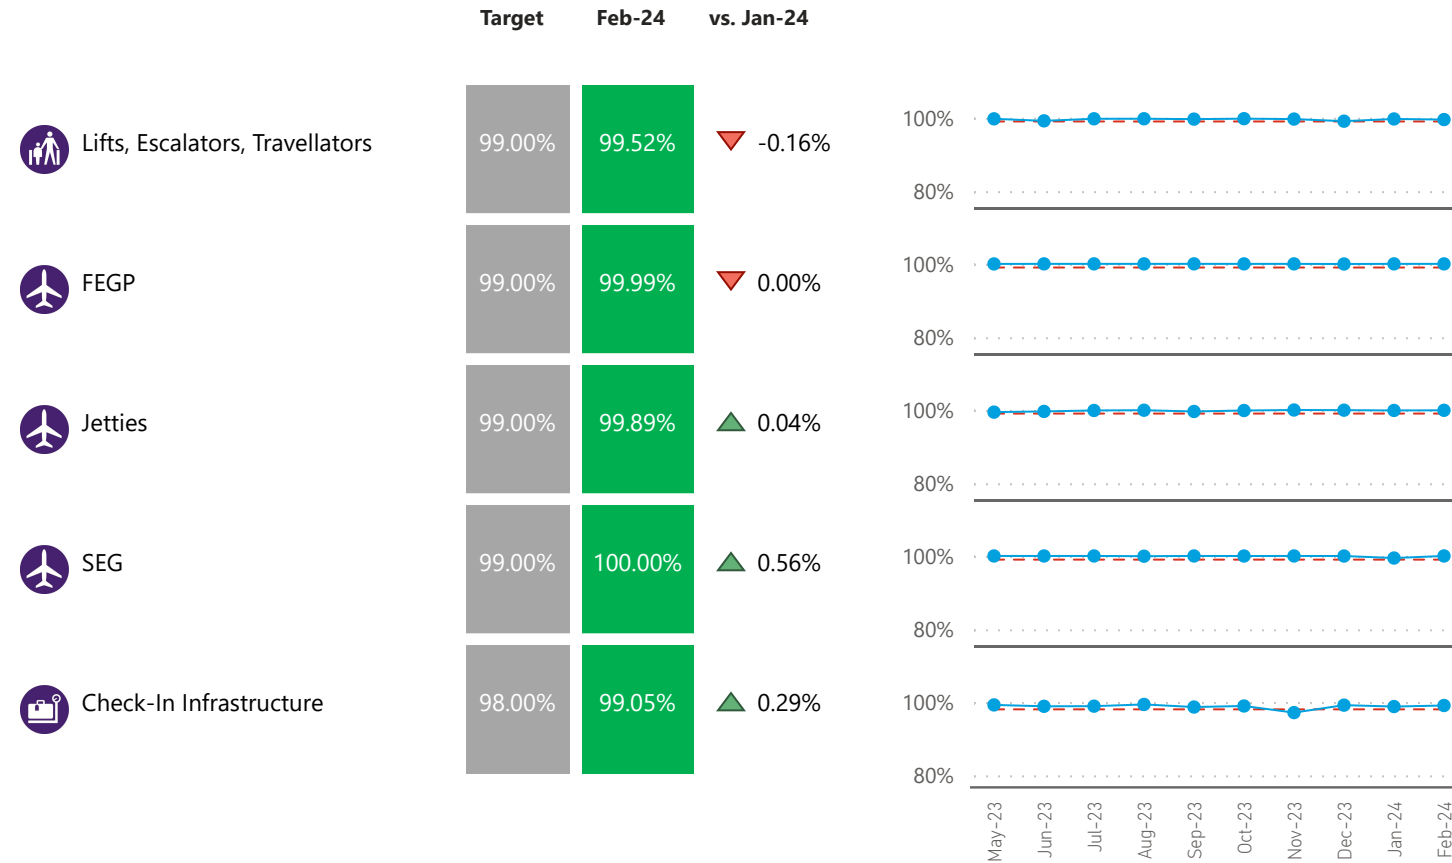 Target Feb-24 vs. Jan-24
Lifts, Escalators, Travellators 99.00% 99.52% -0.16%
100%
80%
FEGP 99.00% 99.99% 0.00%
100%
80%
Jetties 99.00% 99.89% 0.04%
100%
80%
SEG 99.00% 100.00% 0.56%
100%
80%
Check-In Infrastructure 98.00% 99.05% 0.29%
100%
80%
May-23 Jun-23 Jul-23 Aug-23 Sep-23 Oct-23 Nov-23 Dec-23 Jan-24 Feb-24